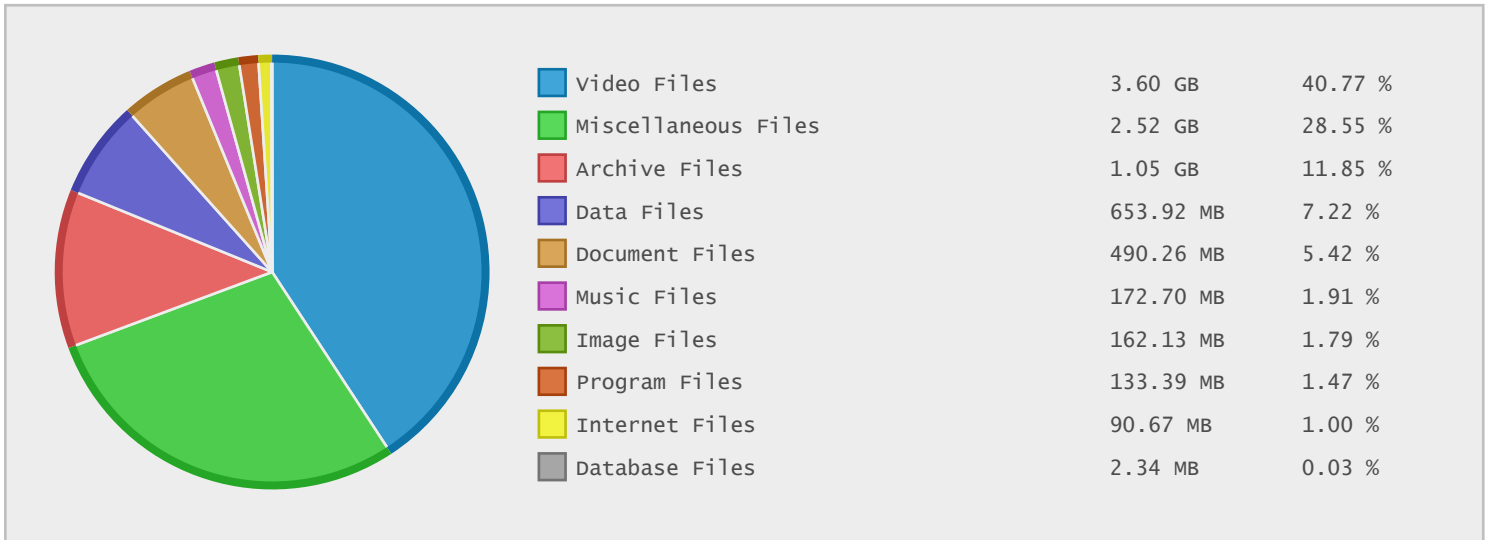 Video Files 3.60 GB 40.77 %
Miscellaneous Files 2.52 GB 28.55 %
Archive Files 1.05 GB 11.85 %
Data Files 653.92 MB 7.22 %
Document Files 490.26 MB 5.42 %
Music Files 172.70 MB 1.91 %
Image Files 162.13 MB 1.79 %
Program Files 133.39 MB 1.47 %
Internet Files 90.67 MB 1.00 %
Database Files 2.34 MB 0.03 %